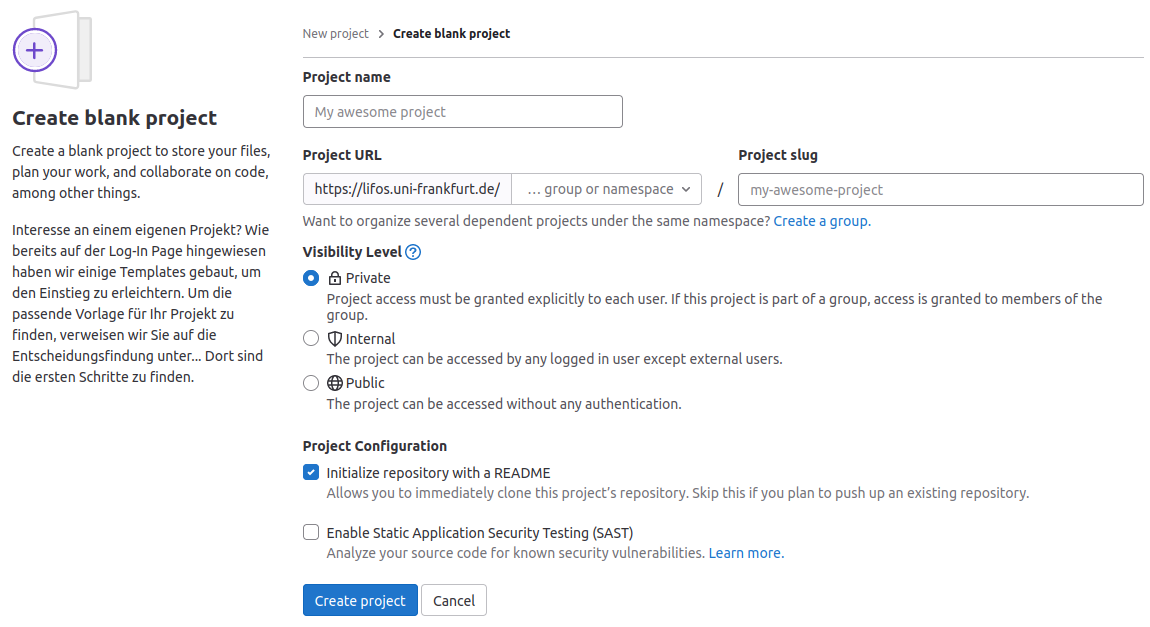 Create blank project
Create a blank project to store your files,
plan your work, and collaborate on code,
among other things.
Interesse an einem eigenen Projekt? Wie
bereits auf der Log-In Page hingewiesen
haben wir einige Templates gebaut, um
den Einstieg zu erleichtern. Um die
passende Vorlage für Ihr Projekt zu
finden, verweisen wir Sie auf die
Entscheidungsfindung unter... Dort sind
die ersten Schritte zu finden.
New project > Create blank project
Project name
My awesome project
Project URL
https://lifos.uni-frankfurt.de/ ... group or namespace
/
Project slug
my-awesome-project
Want to organize several dependent projects under the same namespace? Create a group.
Visibility Level
Private
Project access must be granted explicitly to each user. If this project is part of a group, access is granted to members of the
group.
Internal
The project can be accessed by any logged in user except external users.
Public
The project can be accessed without any authentication.
Project Configuration
Initialize repository with a README
Allows you to immediately clone this project’s repository. Skip this if you plan to push up an existing repository.
Enable Static Application Security Testing (SAST)
Analyze your source code for known security vulnerabilities. Learn more.
Create project Cancel